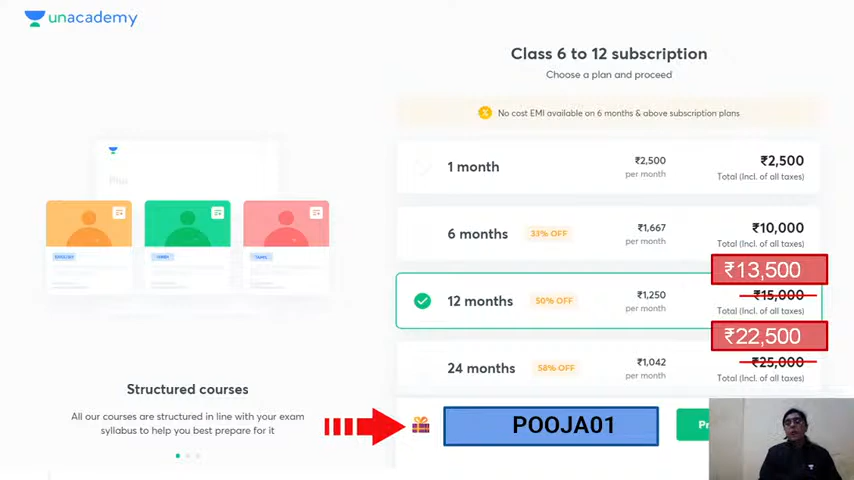 unacademy
Class 6 to 12 subscription
Choose a plan and proceed
No cost EMI available on 6 months & above subscription plans
1 month
₹2,500
per month
₹2,500
Total (Incl. of all taxes)
6 months
33% OFF
₹1,667
per month
₹10,000
Total (Incl. of all taxes)
₹13,500
12 months
50% OFF
₹1,250
per month
₹15,000
Total (Incl. of all taxes)
₹22,500
24 months
58% OFF
₹1,042
per month
₹25,000
Total (Incl. of all taxes)
Plus
Structured courses
All our courses are structured in line with your exam
syllabus to help you best prepare for it
POOJA01